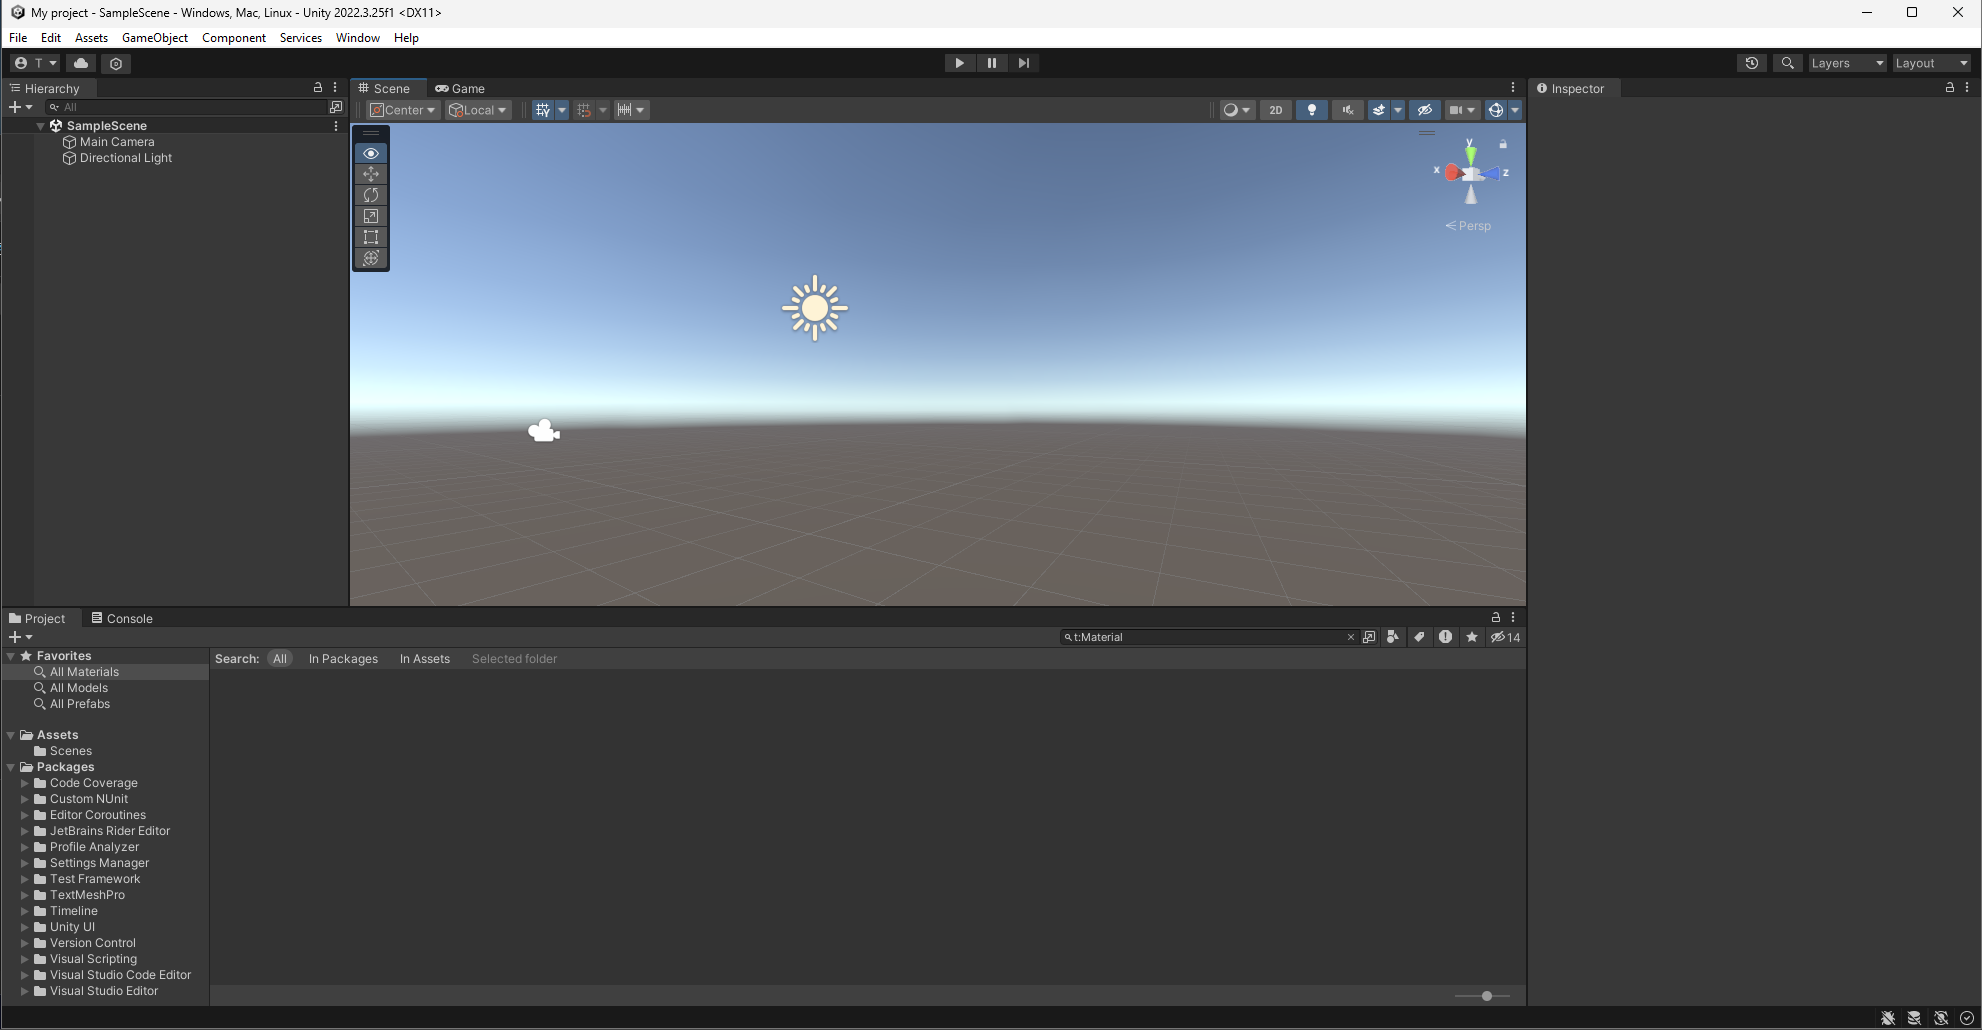 My project - SampleScene - Windows, Mac, Linux - Unity 2022.3.25f1 <DX11>
File Edit Assets GameObject Component Services Window Help
T
Layers Layout
Hierarchy
All
SampleScene
Main Camera
Directional Light
Scene Game
Center Local
2D
y
x
z
Persp
Inspector
Project Console
t:Material
14
Favorites
All Materials
All Models
All Prefabs
Assets
Scenes
Packages
Code Coverage
Custom NUnit
Editor Coroutines
JetBrains Rider Editor
Profile Analyzer
Settings Manager
Test Framework
TextMeshPro
Timeline
Unity UI
Version Control
Visual Scripting
Visual Studio Code Editor
Visual Studio Editor
Search: All In Packages In Assets Selected folder